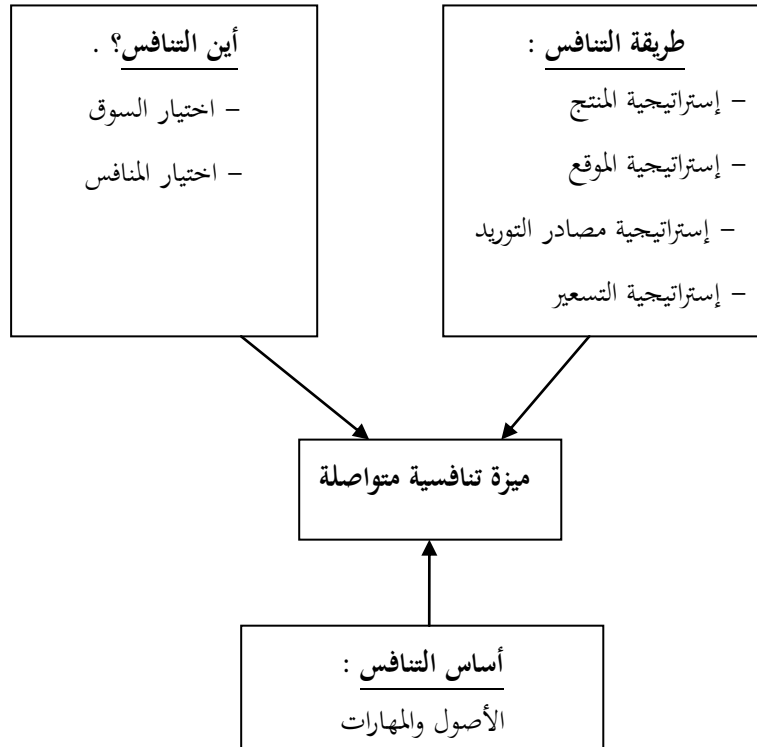 طريقة التنافس :
– إستراتيجية المنتج
– إستراتيجية الموقع
– إستراتيجية مصادر التوريد
– إستراتيجية التسعير
أين التنافس؟ .
– اختيار السوق
– اختيار المنافس
ميزة تنافسية متواصلة
أساس التنافس :
الأصول والمهارات